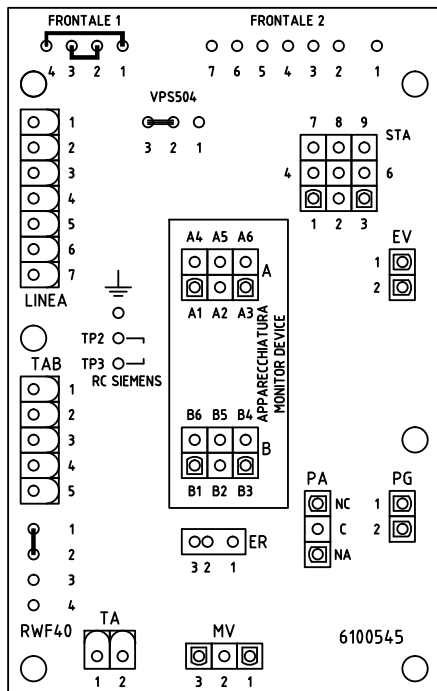 FRONTALE 1 FRONTALE 2
4 3 2 1 7 6 5 4 3 2 1
VPS504
3 2 1
7 8 9
STA
4 6
1 2 3
1
2
3
4
5
6
7
LINEA
A4 A5 A6
A
A1 A2 A3
APPARECCHIATURA
MONITOR DEVICE
B6 B5 B4
B
B1 B2 B3
EV
1
2
TP2
TP3
RC SIEMENS
TAB
1
2
3
4
5
1
2
3
4
RWF40
PA
NC
C
NA
PG
1
2
ER
3 2 1
TA
1 2
MV
3 2 1
6100545